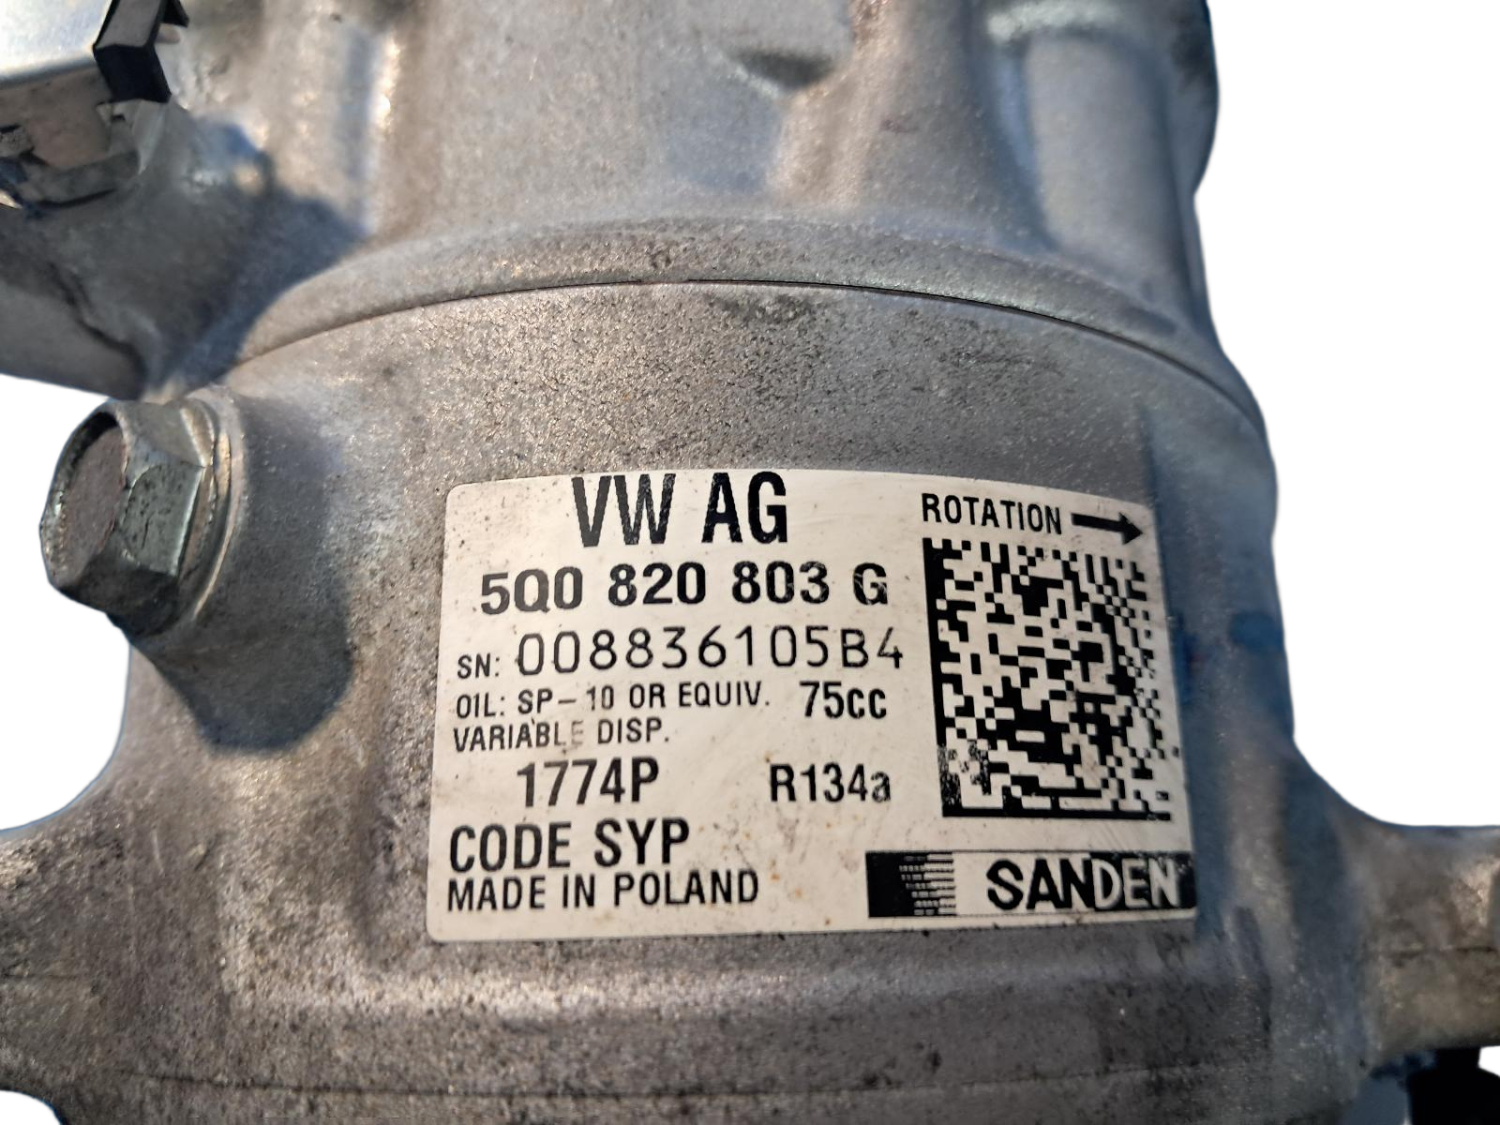 VW AG
ROTATION
5Q0 820 803 G
SN: 008836105B4
OIL: SP-10 OR EQUIV. 75cc
VARIABLE DISP.
1774P R134a
CODE SYP
MADE IN POLAND
SANDEN